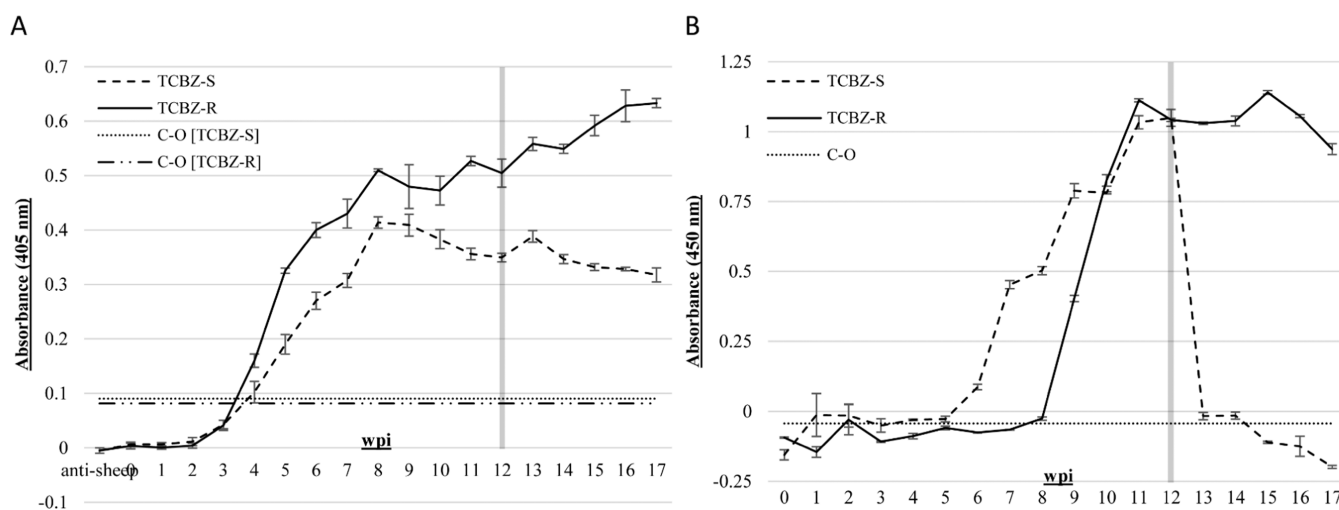 A
0.7
0.6
0.5
0.4
0.3
0.2
0.1
0
-0.1
Absorbance (405 nm)
TCBZ-S
TCBZ-R
C-O [TCBZ-S]
C-O [TCBZ-R]
wpi
anti-sheep 0 1 2 3 4 5 6 7 8 9 10 11 12 13 14 15 16 17
B
1.25
1
0.75
0.5
0.25
0
-0.25
Absorbance (450 nm)
TCBZ-S
TCBZ-R
C-O
wpi
0 1 2 3 4 5 6 7 8 9 10 11 12 13 14 15 16 17